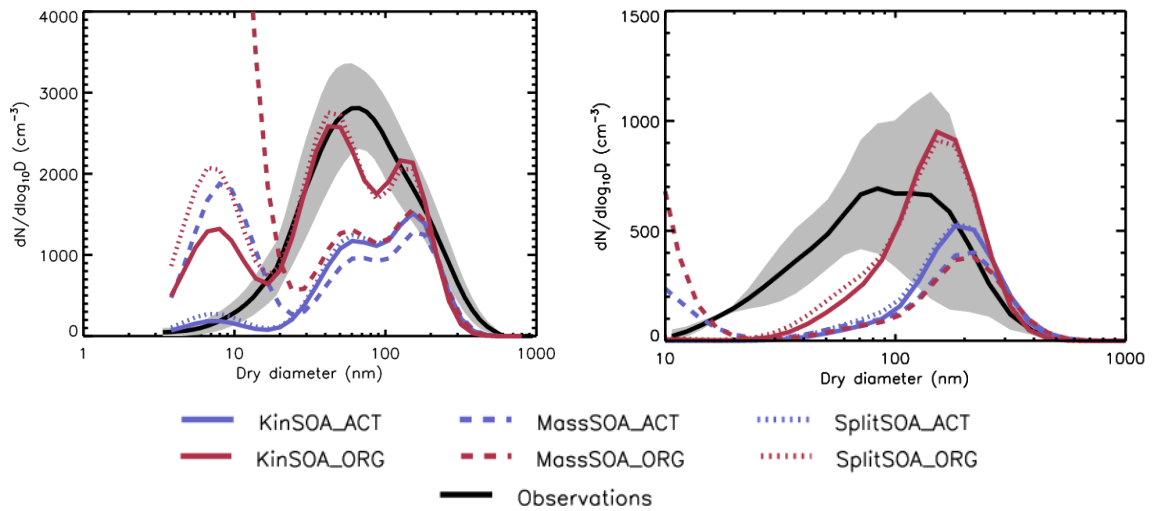 4000
3000
2000
1000
0
dN/dlog₁₀D (cm⁻³)
1
10
100
1000
Dry diameter (nm)
1500
1000
500
0
dN/dlog₁₀D (cm⁻³)
10
100
1000
Dry diameter (nm)
KinSOA_ACT
MassSOA_ACT
SplitSOA_ACT
KinSOA_ORG
MassSOA_ORG
SplitSOA_ORG
Observations